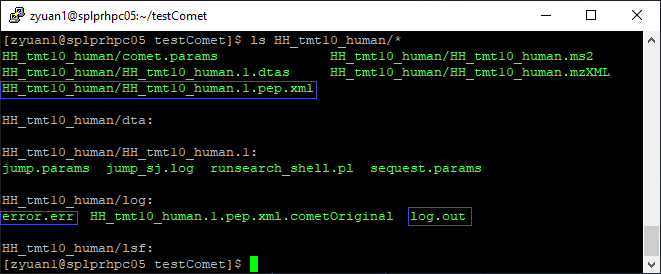 zyuan1@splprhpc05:~/testComet
[zyuan1@splprhpc05 testComet]$ ls HH_tmt10_human/*
HH_tmt10_human/comet.params HH_tmt10_human/HH_tmt10_human.ms2
HH_tmt10_human/HH_tmt10_human.1.dtas HH_tmt10_human/HH_tmt10_human.mzXML
HH_tmt10_human/HH_tmt10_human.1.pep.xml
HH_tmt10_human/dta:
HH_tmt10_human/HH_tmt10_human.1:
jump.params jump_sj.log runsearch_shell.pl sequest.params
HH_tmt10_human/log:
error.err HH_tmt10_human.1.pep.xml.cometOriginal log.out
HH_tmt10_human/lsf:
[zyuan1@splprhpc05 testComet]$